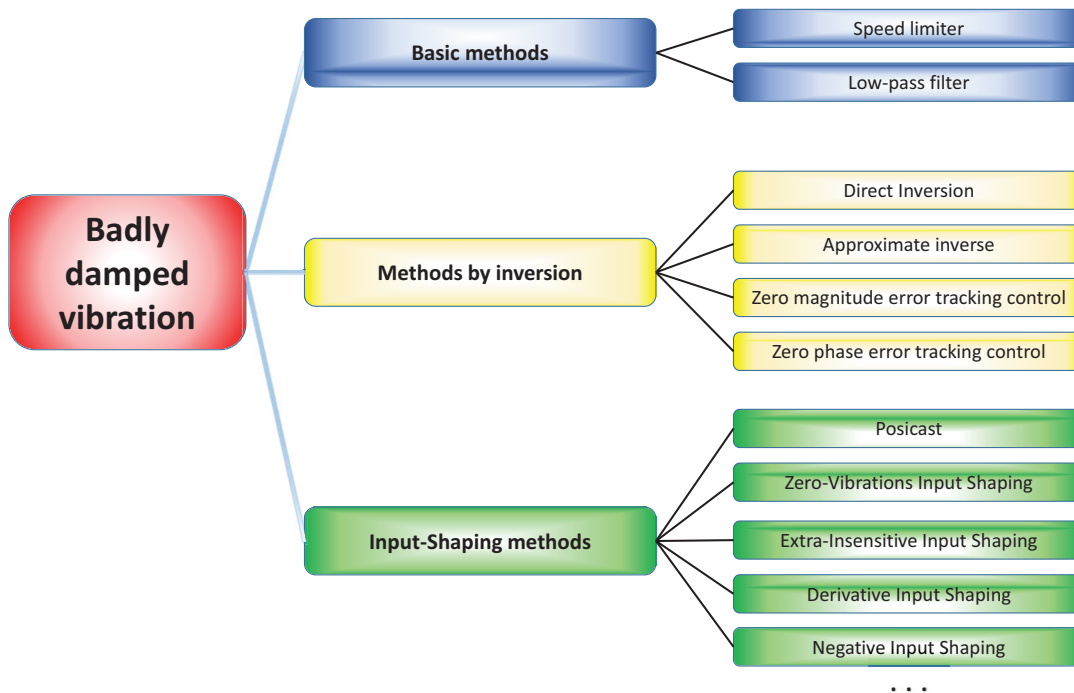 Badly
damped
vibration
Basic methods
Speed limiter
Low-pass filter
Methods by inversion
Direct Inversion
Approximate inverse
Zero magnitude error tracking control
Zero phase error tracking control
Input-Shaping methods
Posicast
Zero-Vibrations Input Shaping
Extra-Insensitive Input Shaping
Derivative Input Shaping
Negative Input Shaping
. . .